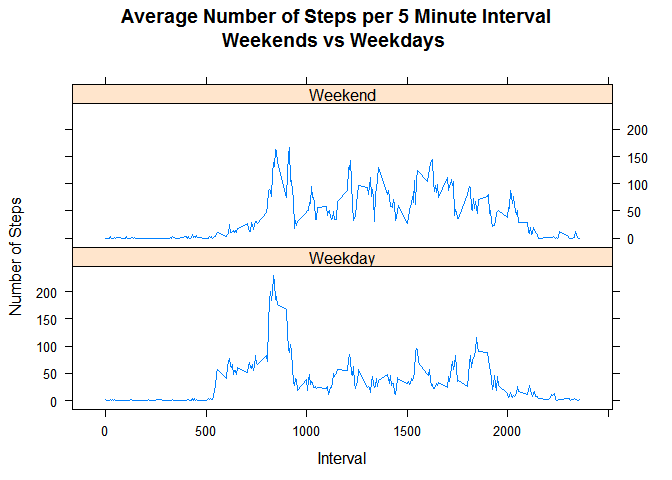 Average Number of Steps per 5 Minute Interval
Weekends vs Weekdays
Weekend
200
150
100
50
0
Number of Steps
Weekday
200
150
100
50
0
0 500 1000 1500 2000
Interval